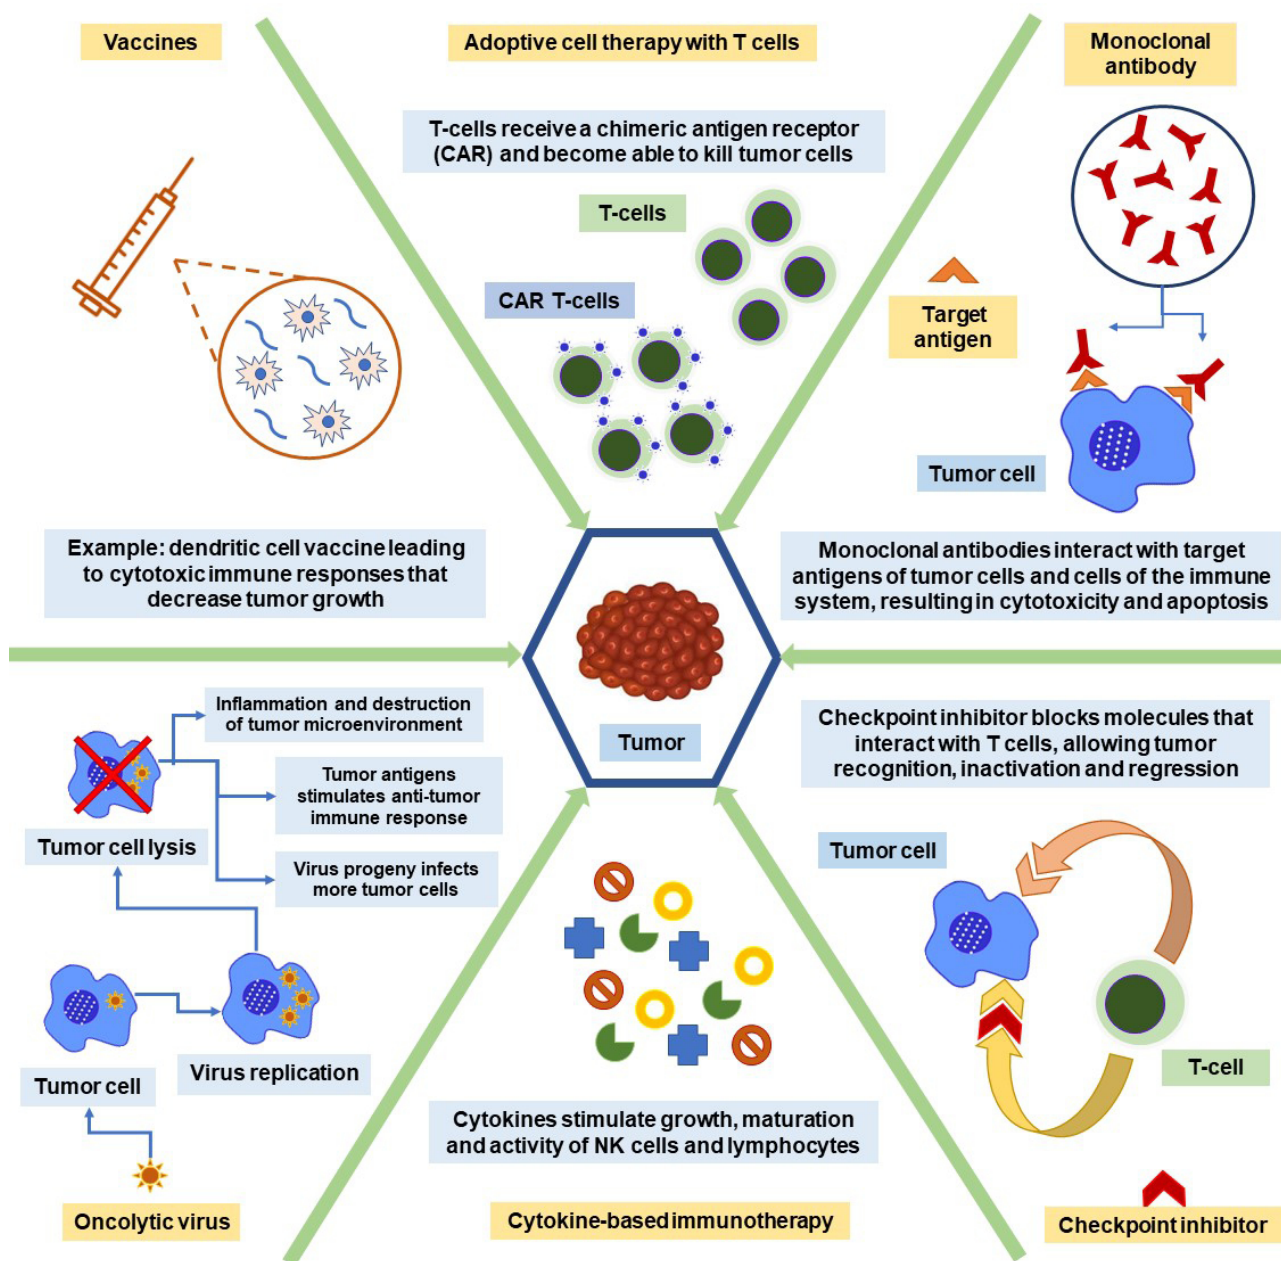 Vaccines
Adoptive cell therapy with T cells
Monoclonal
antibody
T-cells receive a chimeric antigen receptor
(CAR) and become able to kill tumor cells
T-cells
CAR T-cells
Target
antigen
Tumor cell
Example: dendritic cell vaccine leading
to cytotoxic immune responses that
decrease tumor growth
Monoclonal antibodies interact with target
antigens of tumor cells and cells of the immune
system, resulting in cytotoxicity and apoptosis
Tumor
Inflammation and destruction
of tumor microenvironment
Tumor antigens
stimulates anti-tumor
immune response
Virus progeny infects
more tumor cells
Tumor cell lysis
Virus replication
Tumor cell
Oncolytic virus
Cytokines stimulate growth, maturation
and activity of NK cells and lymphocytes
Cytokine-based immunotherapy
Checkpoint inhibitor blocks molecules that
interact with T cells, allowing tumor
recognition, inactivation and regression
Tumor cell
T-cell
Checkpoint inhibitor